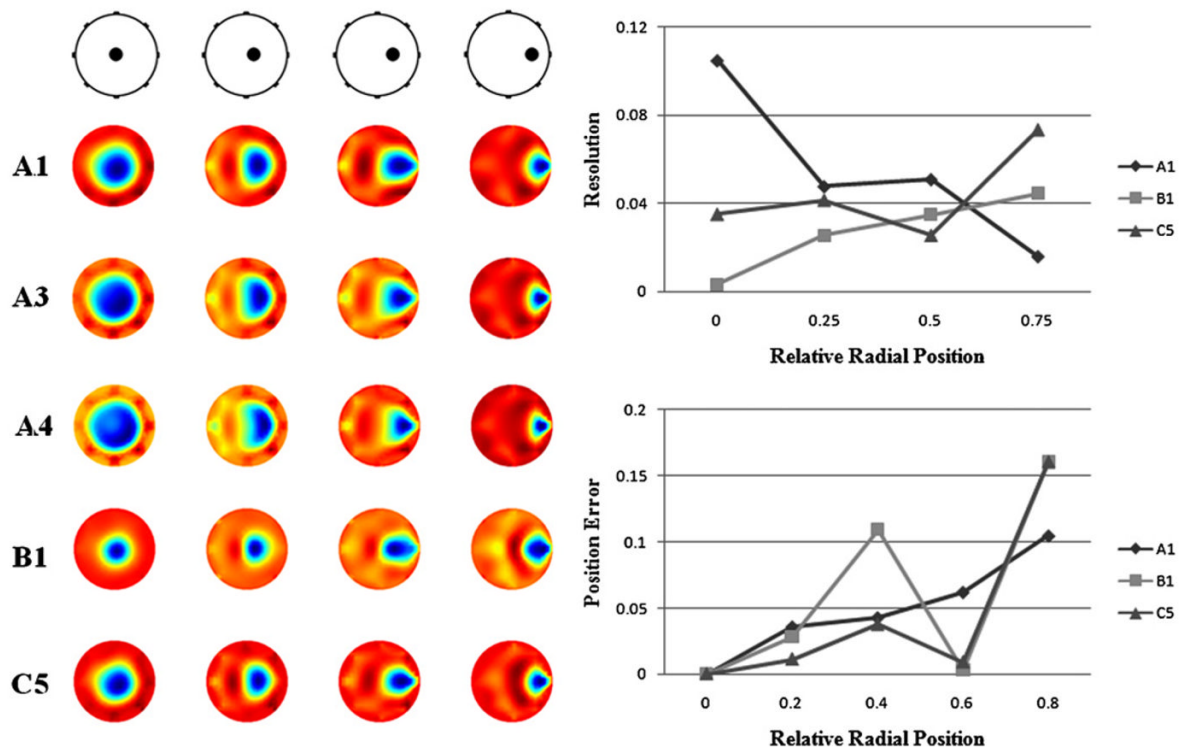 A1
A3
A4
B1
C5
0.12
0.08
0.04
0
Resolution
0
0.25
0.5
0.75
Relative Radial Position
A1
B1
C5
0.2
0.15
0.1
0.05
0
Position Error
0
0.2
0.4
0.6
0.8
Relative Radial Position
A1
B1
C5